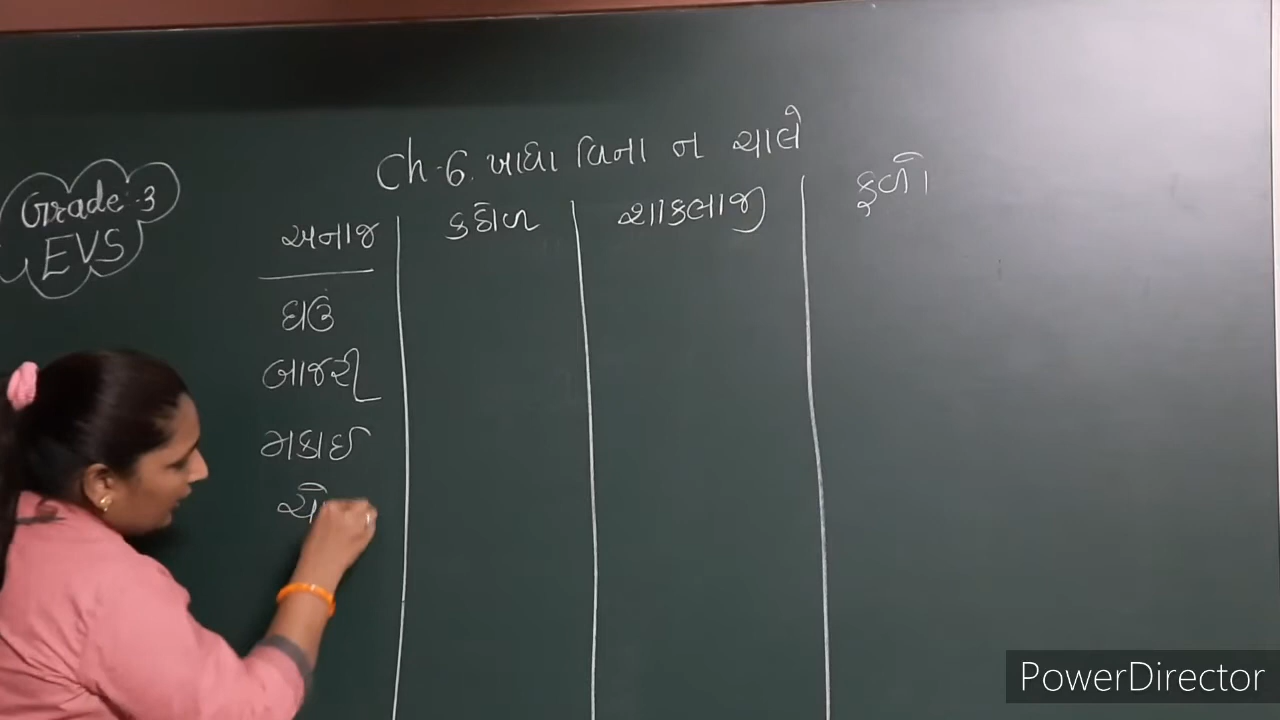 Ch-6. ખાધા વિના ન ચાલે
Grade-3
EVS
અનાજ કઠોળ શાકભાજી ફળો
ઘઉં
બાજરી
મકાઈ
PowerDirector